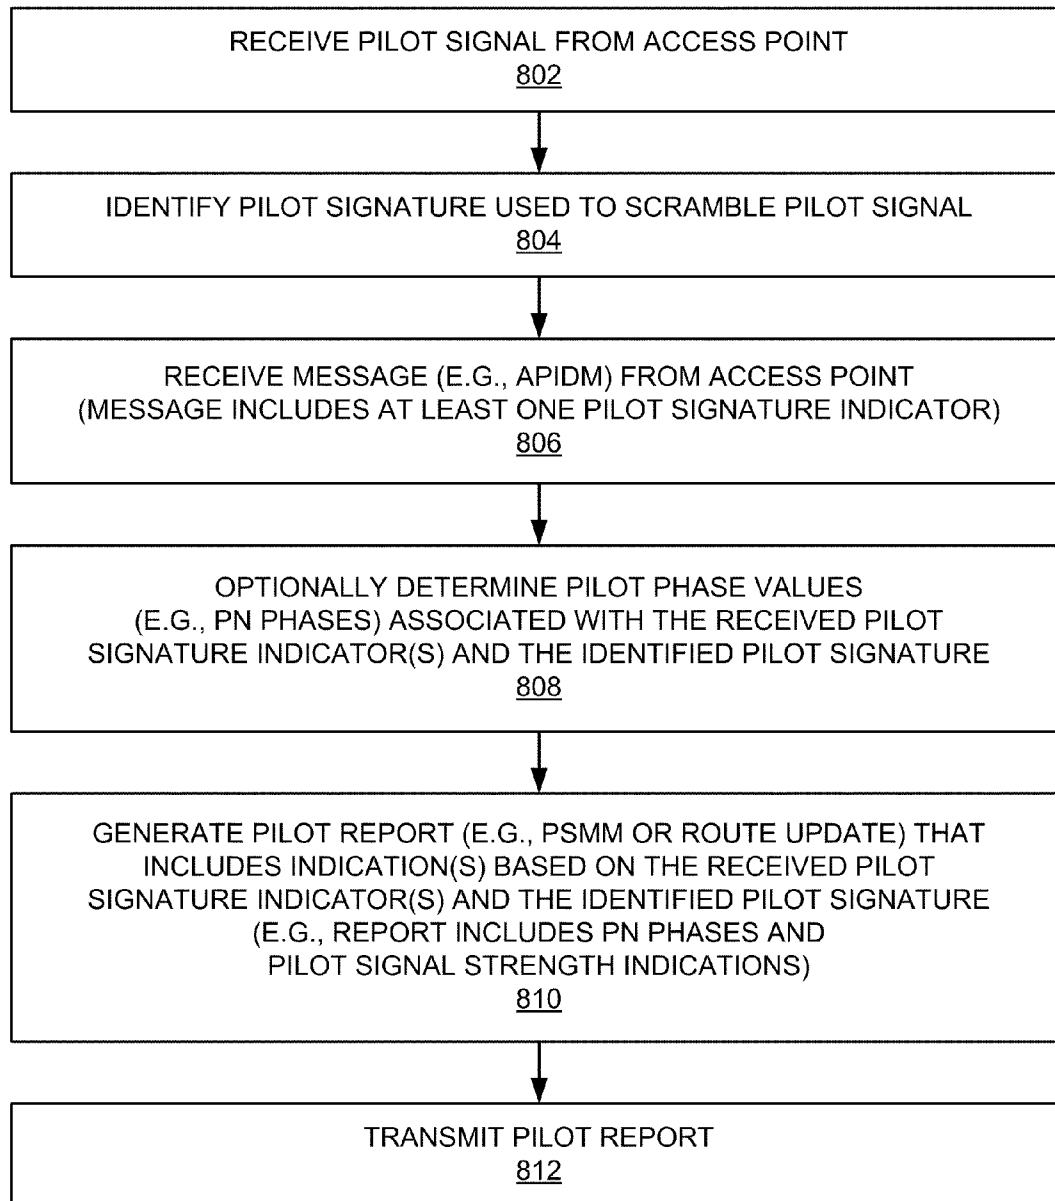 RECEIVE PILOT SIGNAL FROM ACCESS POINT
802
IDENTIFY PILOT SIGNATURE USED TO SCRAMBLE PILOT SIGNAL
804
RECEIVE MESSAGE (E.G., APIDM) FROM ACCESS POINT
(MESSAGE INCLUDES AT LEAST ONE PILOT SIGNATURE INDICATOR)
806
OPTIONALLY DETERMINE PILOT PHASE VALUES
(E.G., PN PHASES) ASSOCIATED WITH THE RECEIVED PILOT
SIGNATURE INDICATOR(S) AND THE IDENTIFIED PILOT SIGNATURE
808
GENERATE PILOT REPORT (E.G., PSMM OR ROUTE UPDATE) THAT
INCLUDES INDICATION(S) BASED ON THE RECEIVED PILOT
SIGNATURE INDICATOR(S) AND THE IDENTIFIED PILOT SIGNATURE
(E.G., REPORT INCLUDES PN PHASES AND
PILOT SIGNAL STRENGTH INDICATIONS)
810
TRANSMIT PILOT REPORT
812